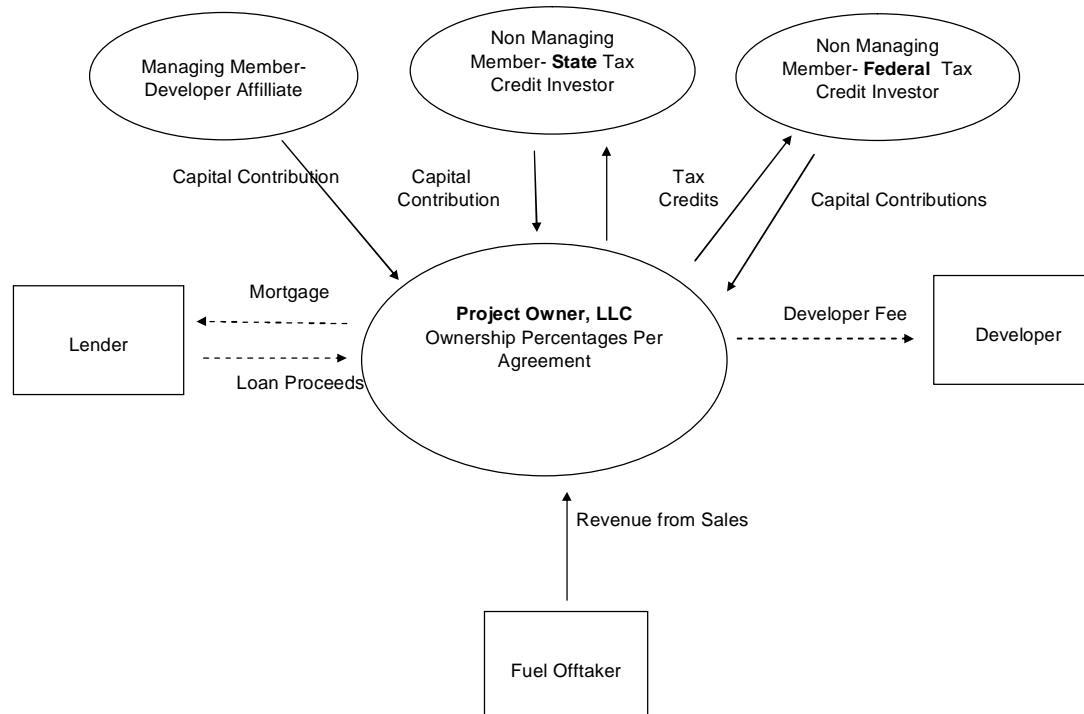 Managing Member-
Developer Affilliate
Non Managing
Member- State Tax
Credit Investor
Non Managing
Member- Federal Tax
Credit Investor
Capital Contribution
Capital
Contribution
Tax
Credits
Capital Contributions
Mortgage
Lender
Loan Proceeds
Project Owner, LLC
Ownership Percentages Per
Agreement
Developer Fee
Developer
Revenue from Sales
Fuel Offtaker